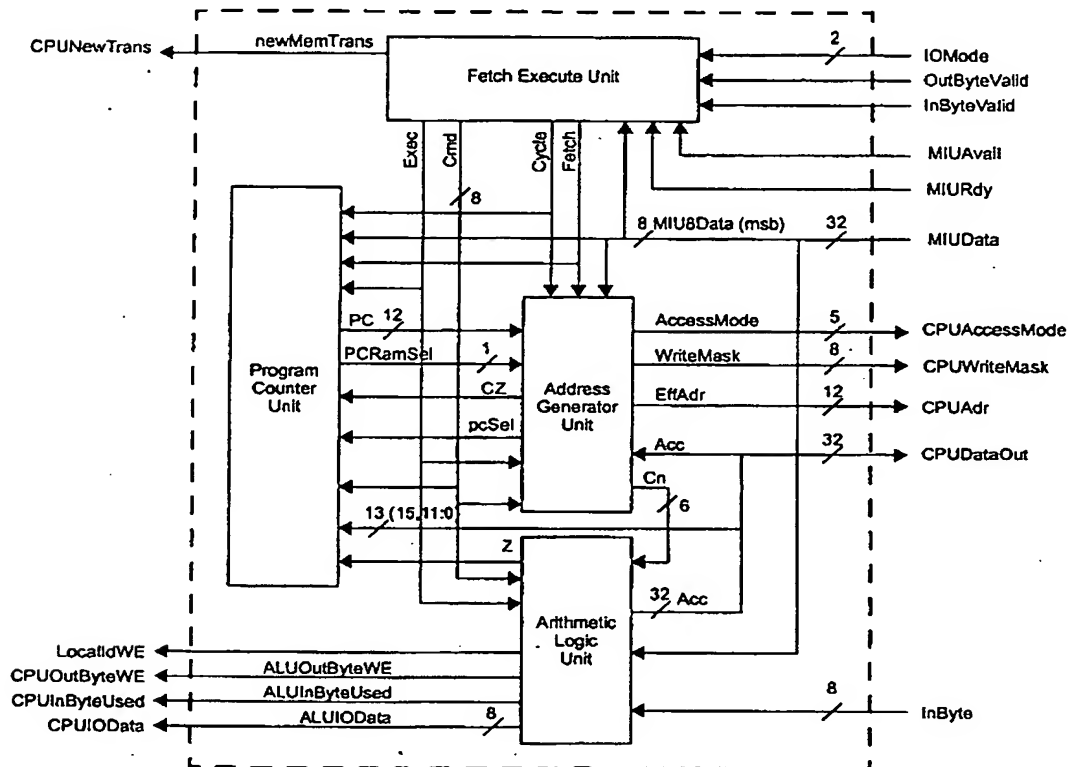 CPUNewTrans
newMemTrans
Fetch Execute Unit
2
IOMode
OutByteValid
InByteValid
Exec
Cmd
Cycle
Fetch
MIUAvail
MIURdy
8
8
MIU8Data (msb)
32
MIUData
PC
12
PCRamSel
1
CZ
pcSel
Program
Counter
Unit
Address
Generator
Unit
AccessMode
5
CPUAccessMode
WriteMask
8
CPUWriteMask
EffAdr
12
CPUAdr
Acc
32
CPUDataOut
Cn
6
13 (15,11:0)
Z
32
Acc
Arithmetic
Logic
Unit
LocalIdWE
CPUOutByteWE
ALUOutByteWE
CPUInByteUsed
ALUInByteUsed
CPUIOData
ALUIOData
8
8
InByte